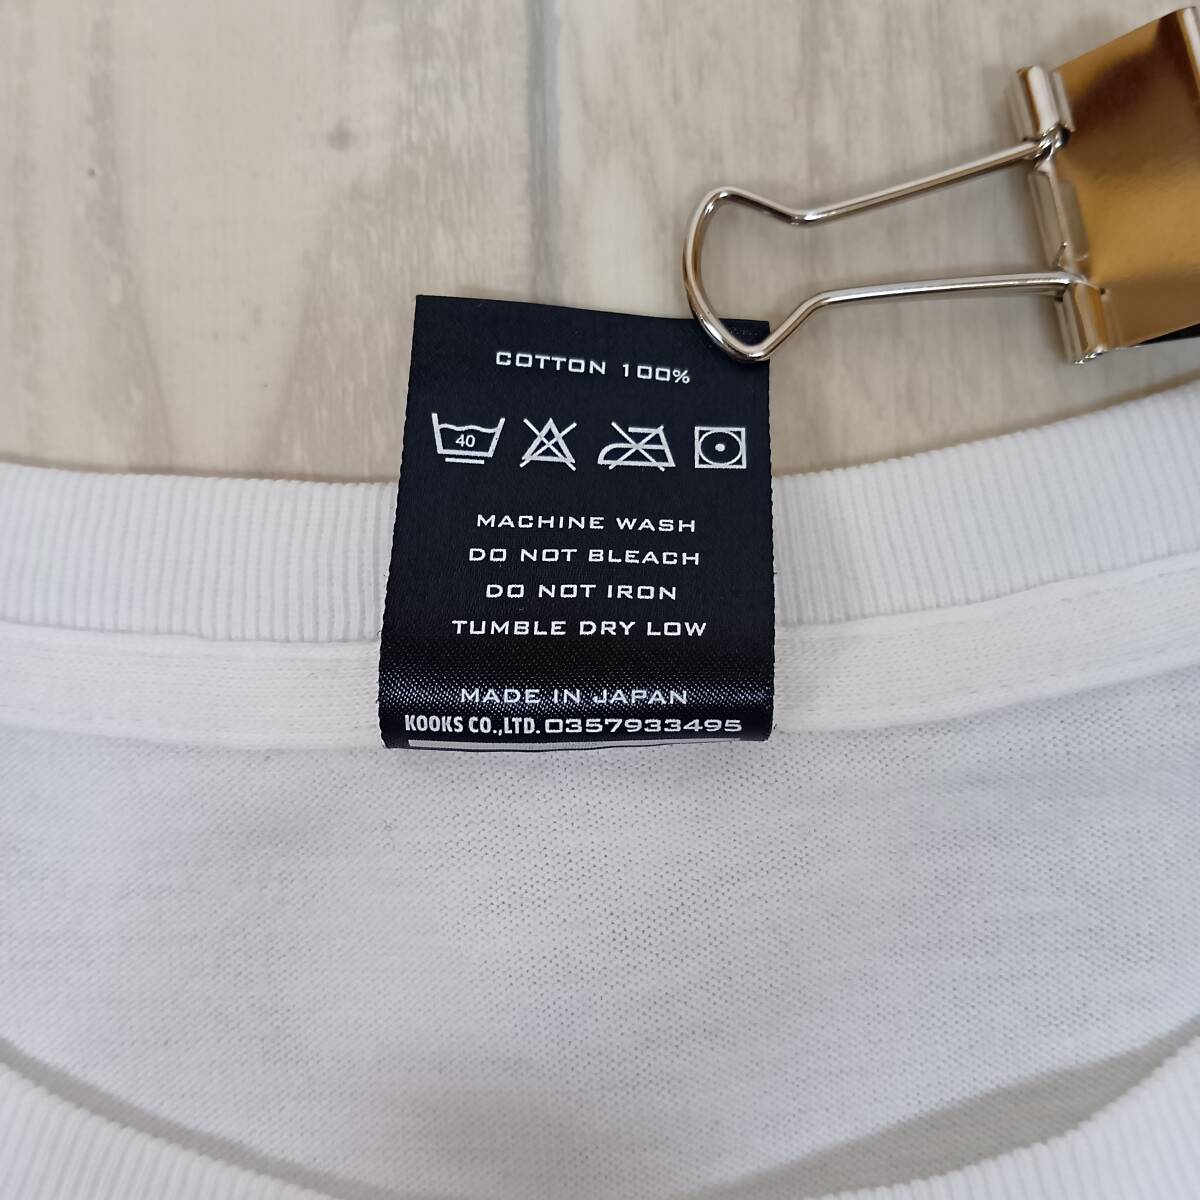 COTTON 100%
40
MACHINE WASH
DO NOT BLEACH
DO NOT IRON
TUMBLE DRY LOW
MADE IN JAPAN
KOOKS CO.,LTD. 0357933495